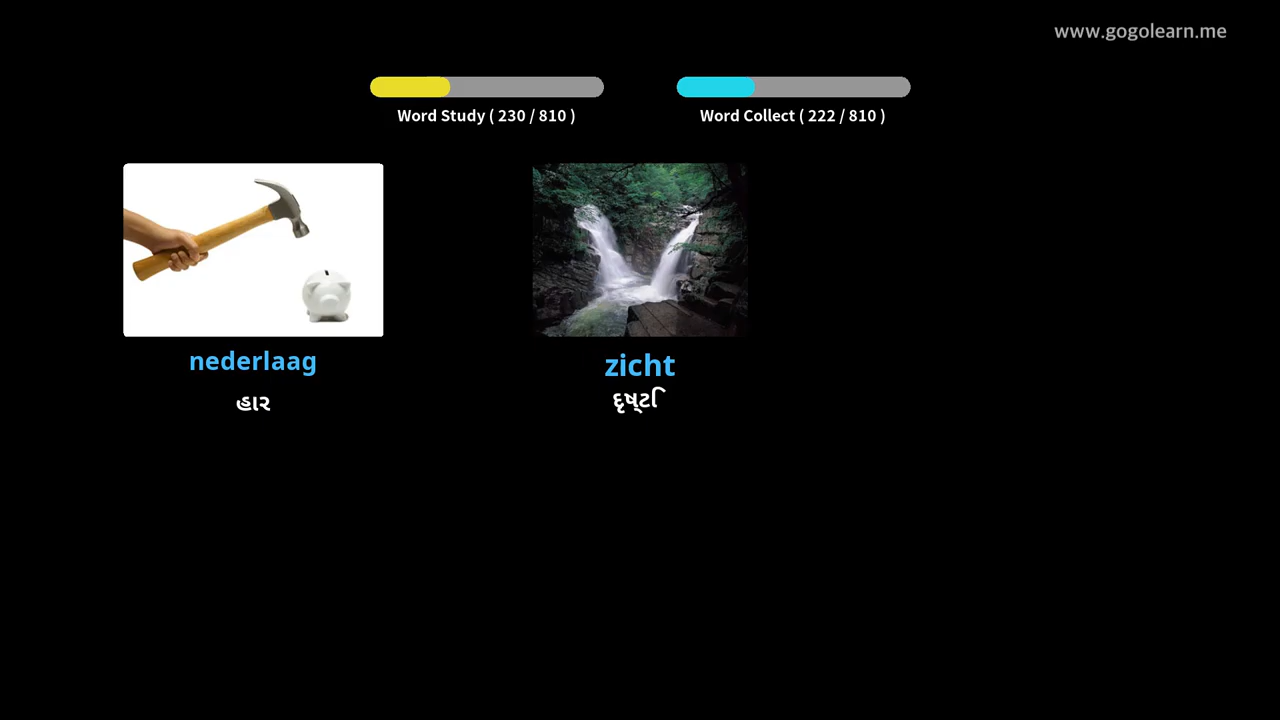 www.gogolearn.me
Word Study ( 230 / 810 )
Word Collect ( 222 / 810 )
nederlaag
હાર
zicht
દૃષ્ટિ